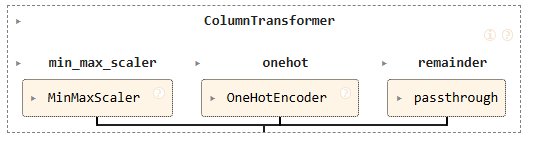 ColumnTransformer
i ?
min_max_scaler onehot remainder
MinMaxScaler ? OneHotEncoder ? passthrough